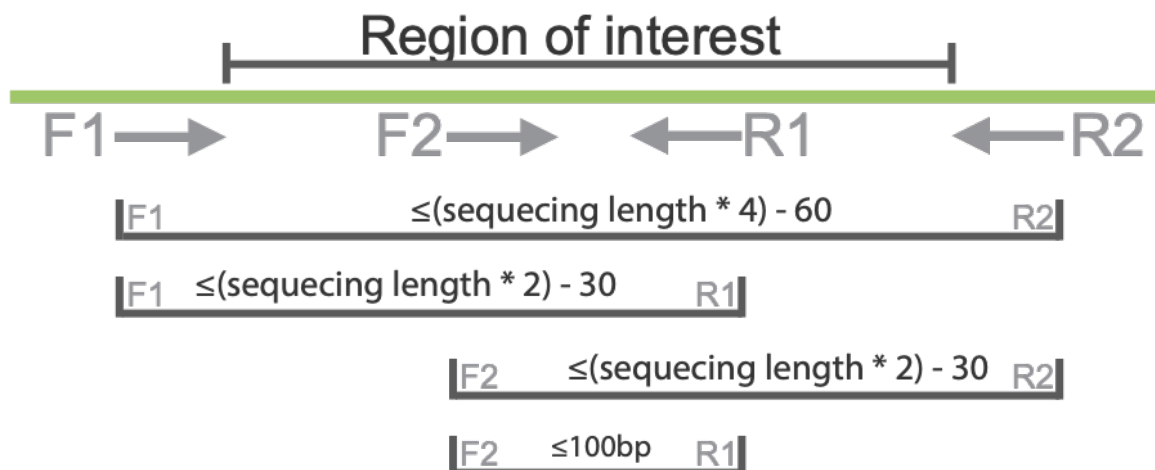 Region of interest
F1 F2 R1 R2
F1 ≤(sequecing length * 4) - 60 R2
F1 ≤(sequecing length * 2) - 30 R1
F2 ≤(sequecing length * 2) - 30 R2
F2 ≤100bp R1